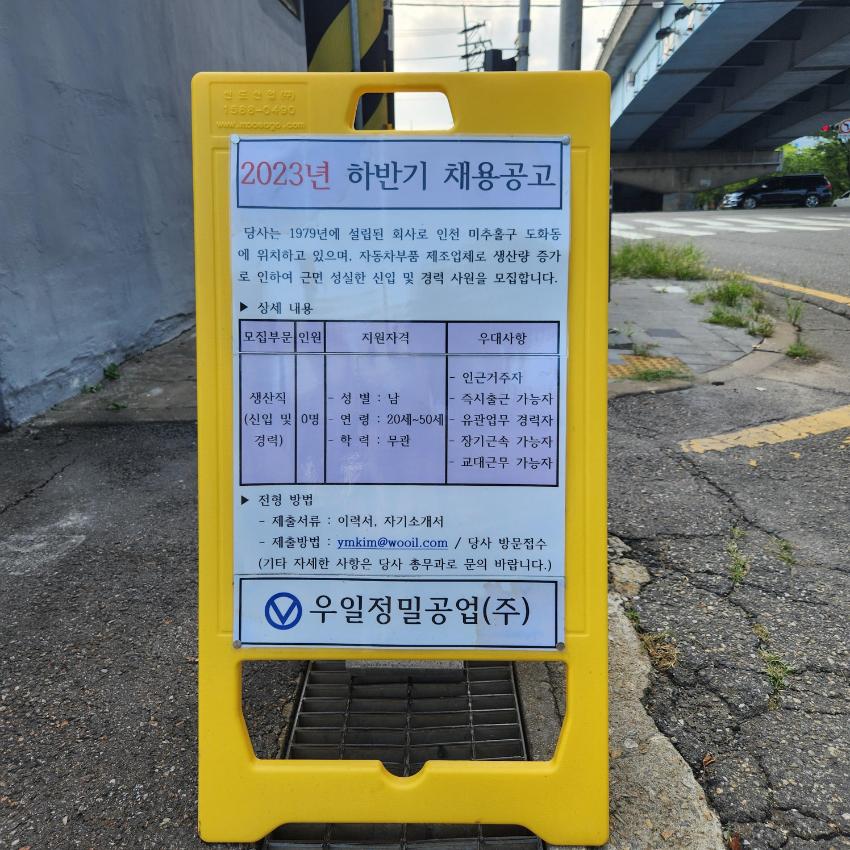 1566-0490
2023년 하반기 채용공고
당사는 1979년에 설립된 회사로 인천 미추홀구 도화동
에 위치하고 있으며, 자동차부품 제조업체로 생산량 증가
로 인하여 근면 성실한 신입 및 경력 사원을 모집합니다.
▶ 상세 내용
모집부문 인원 지원자격 우대사항
생산직
(신입 및
경력)
0명
- 성 별 : 남
- 연 령 : 20세~50세
- 학 력 : 무관
- 인근거주자
- 즉시출근 가능자
- 유관업무 경력자
- 장기근속 가능자
- 교대근무 가능자
▶ 전형 방법
- 제출서류 : 이력서, 자기소개서
- 제출방법 : ymkim@wooil.com / 당사 방문접수
(기타 자세한 사항은 당사 총무과로 문의 바랍니다.)
우일정밀공업(주)